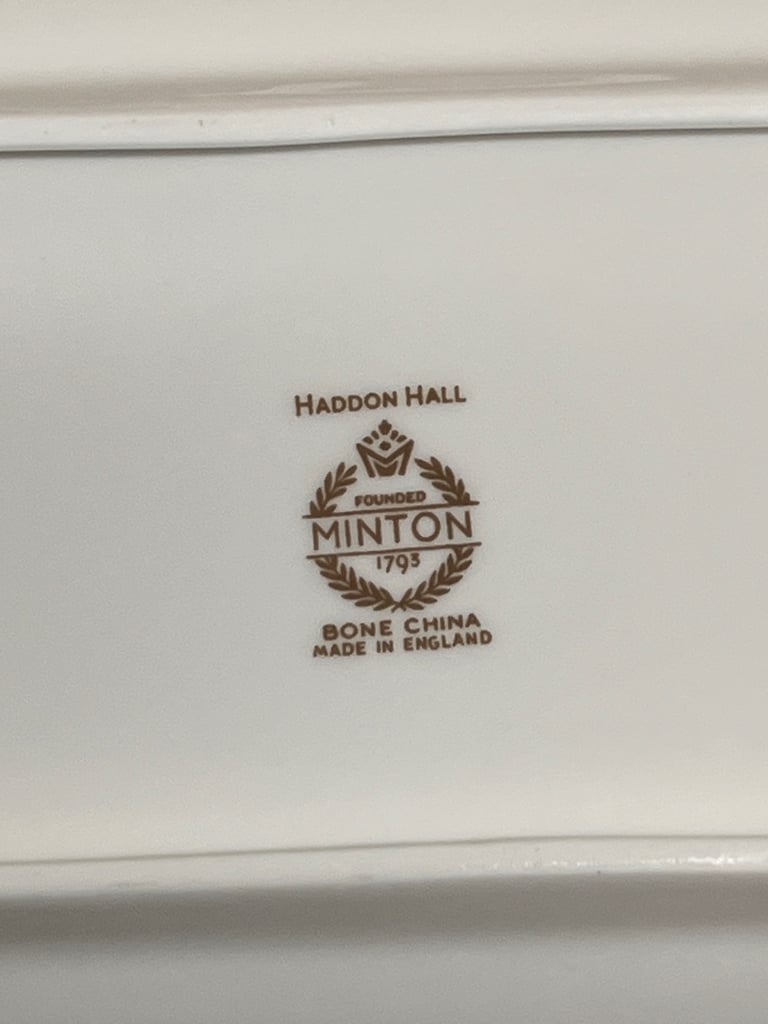 HADDON HALL
FOUNDED
MINTON
1793
BONE CHINA
MADE IN ENGLAND